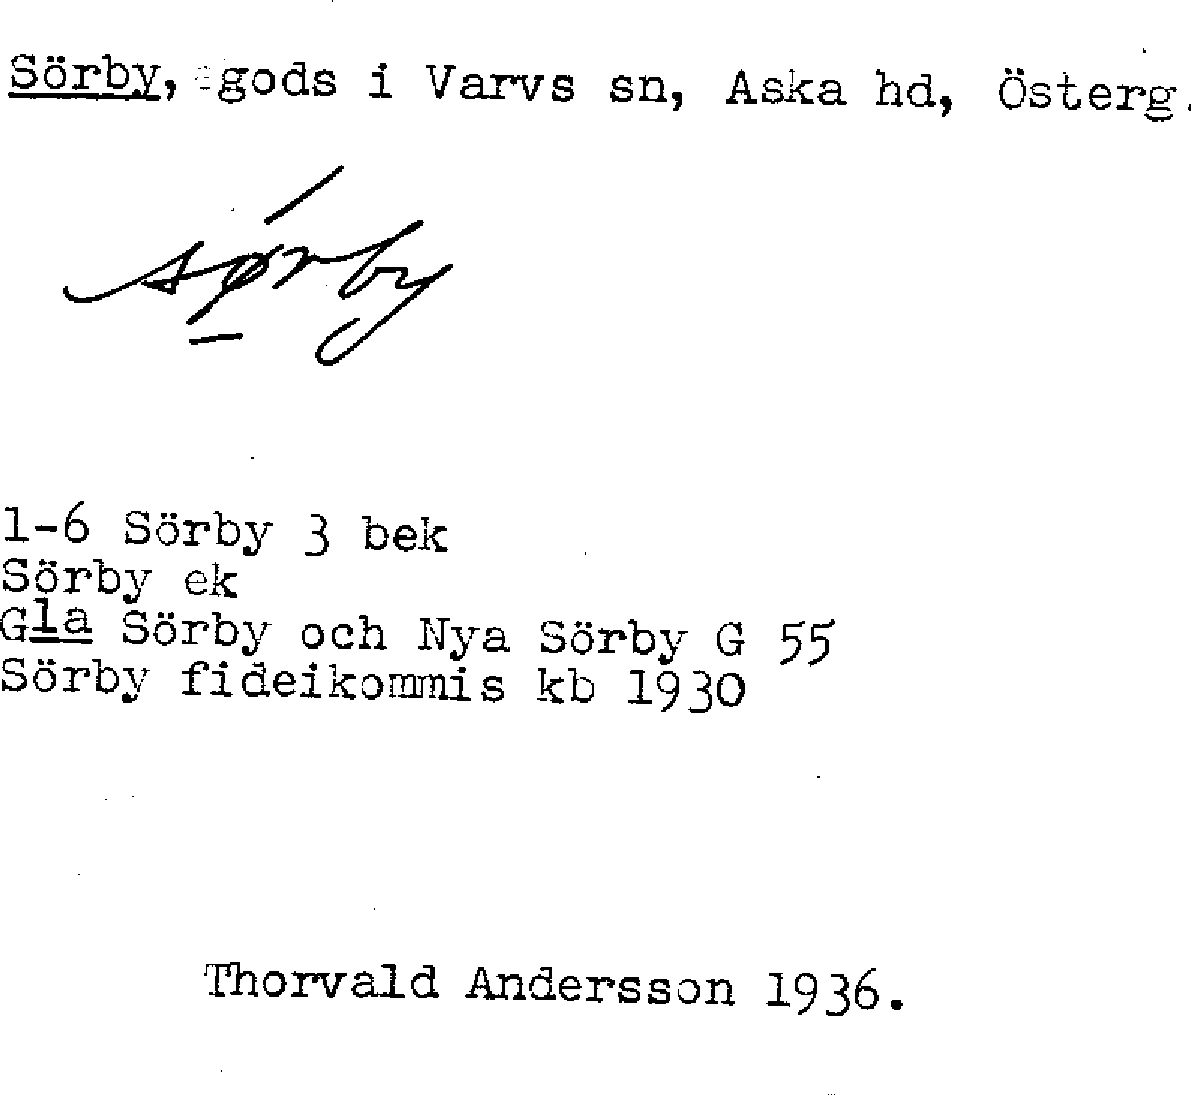 Sörby, gods i Varvs sn, Aska hd, Österg.
sørby
1-6 Sörby 3 bek
Sörby ek
Gla Sörby och Nya Sörby G 55
Sörby fideikommis kb 1930
Thorvald Andersson 1936.